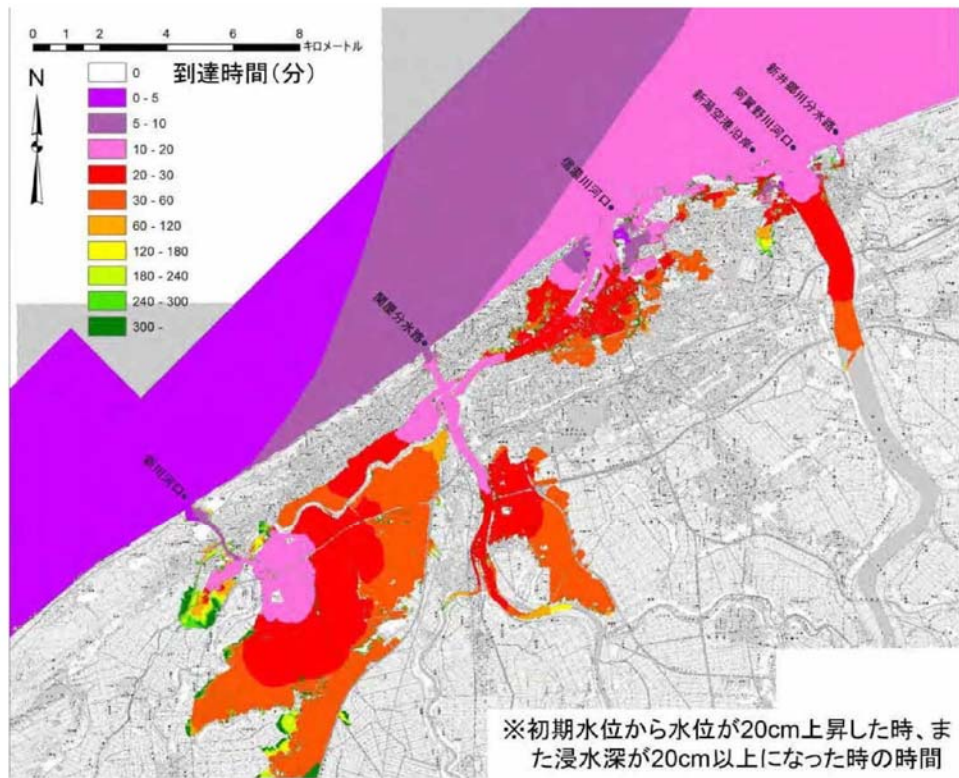 0 1 2 4 6 8 キロメートル
N
到達時間(分)
0
0 - 5
5 - 10
10 - 20
20 - 30
30 - 60
60 - 120
120 - 180
180 - 240
240 - 300
300 -
新井郷川分水路
阿賀野川河口
新潟空港沿岸
信濃川河口
関屋分水路
新川河口
※初期水位から水位が20cm上昇した時、ま
た浸水深が20cm以上になった時の時間